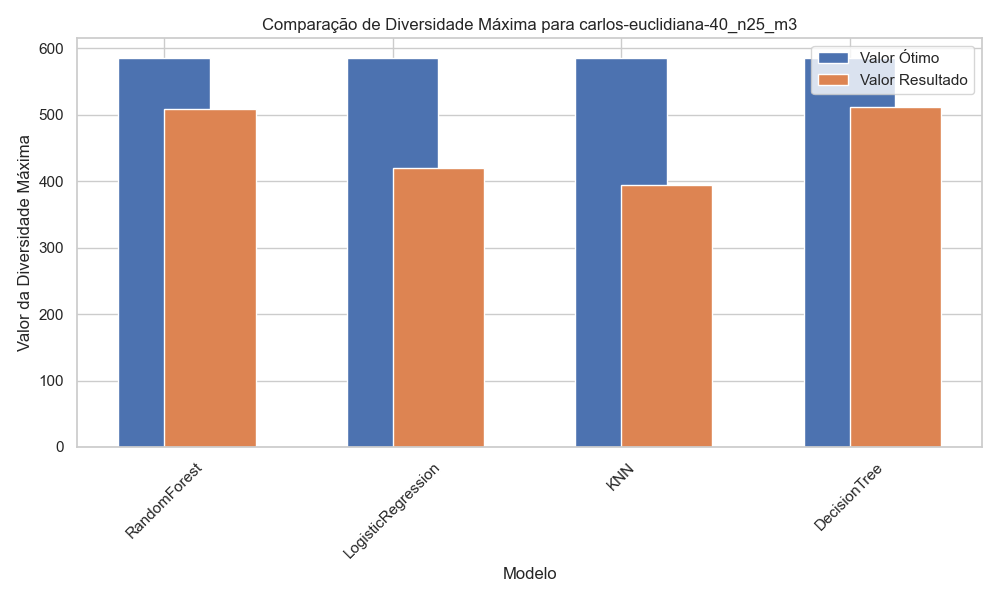 Comparação de Diversidade Máxima para carlos-euclidiana-40_n25_m3
Valor Ótimo
Valor Resultado
Valor da Diversidade Máxima
600
500
400
300
200
100
0
RandomForest
LogisticRegression
KNN
DecisionTree
Modelo